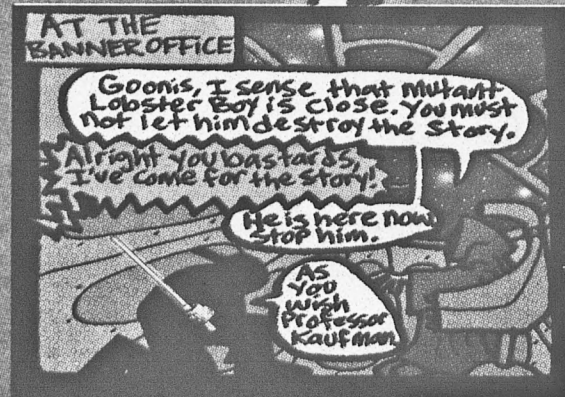 AT THE
BANNER OFFICE
Goonis, I sense that mutant
Lobster Boy is close. You must
not let him destroy the story.
Alright you bastards,
I've come for the story!
He is here now
stop him.
As
you
wish
Professor
Kaufman.